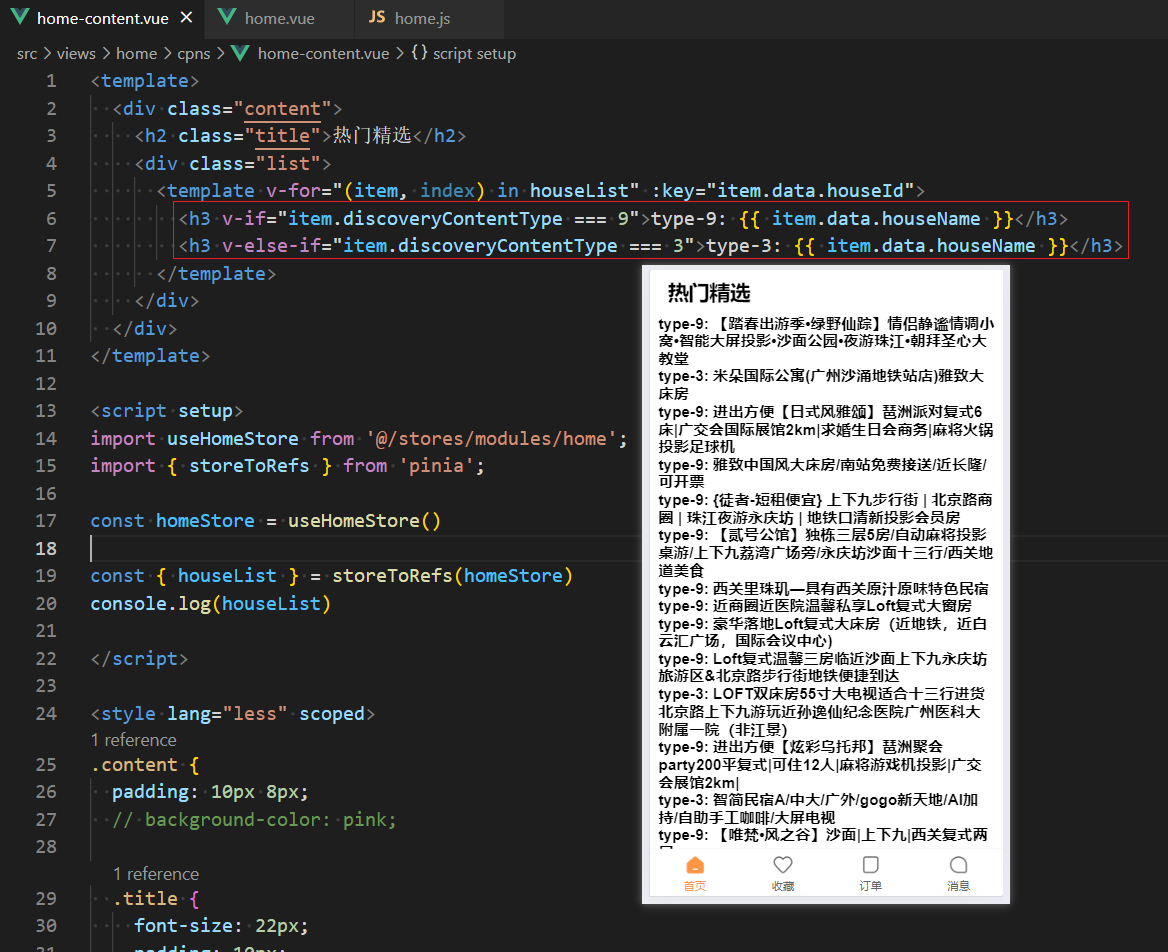 home-content.vue
home.vue
JS home.js
src > views > home > cpns > home-content.vue > {} script setup
1 <template>
2 <div class="content">
3 <h2 class="title">热门精选</h2>
4 <div class="list">
5 <template v-for="(item, index) in houseList" :key="item.data.houseId">
6 <h3 v-if="item.discoveryContentType === 9">type-9: {{ item.data.houseName }}</h3>
7 <h3 v-else-if="item.discoveryContentType === 3">type-3: {{ item.data.houseName }}</h3>
8 </template>
9 </div>
10 </div>
11 </template>
12
13 <script setup>
14 import useHomeStore from '@/stores/modules/home';
15 import { storeToRefs } from 'pinia';
16
17 const homeStore = useHomeStore()
18
19 const { houseList } = storeToRefs(homeStore)
20 console.log(houseList)
21
22 </script>
23
24 <style lang="less" scoped>
1 reference
25 .content {
26 padding: 10px 8px;
27 // background-color: pink;
28
1 reference
29 .title {
30 font-size: 22px;
31 padding: 10px;
热门精选
type-9: 【踏春出游季•绿野仙踪】情侣静谧情调小
窝•智能大屏投影•沙面公园•夜游珠江•朝拜圣心大
教堂
type-3: 米朵国际公寓(广州沙涌地铁站店)雅致大
床房
type-9: 进出方便【日式风雅颂】琶洲派对复式6
床|广交会国际展馆2km|求婚生日会商务|麻将火锅
投影足球机
type-9: 雅致中国风大床房/南站免费接送/近长隆/
可开票
type-9: {徒者-短租便宜} 上下九步行街 | 北京路商
圈 | 珠江夜游永庆坊 | 地铁口清新投影会员房
type-9: 【贰号公馆】独栋三层5房/自动麻将投影
桌游/上下九荔湾广场旁/永庆坊沙面十三行/西关地
道美食
type-9: 西关里珠玑—具有西关原汁原味特色民宿
type-9: 近商圈近医院温馨私享Loft复式大窗房
type-9: 豪华落地Loft复式大床房（近地铁，近白
云汇广场，国际会议中心）
type-9: Loft复式温馨三房临近沙面上下九永庆坊
旅游区&北京路步行街地铁便捷到达
type-3: LOFT双床房55寸大电视适合十三行进货
北京路上下九游玩近孙逸仙纪念医院广州医科大
附属一院（非江景）
type-9: 进出方便【炫彩乌托邦】琶洲聚会
party200平复式|可住12人|麻将游戏机投影|广交
会展馆2km|
type-3: 智简民宿A/中大/广外/gogo新天地/AI加
持/自助手工咖啡/大屏电视
type-9: 【唯梵•风之谷】沙面|上下九|西关复式两
首页
收藏
订单
消息